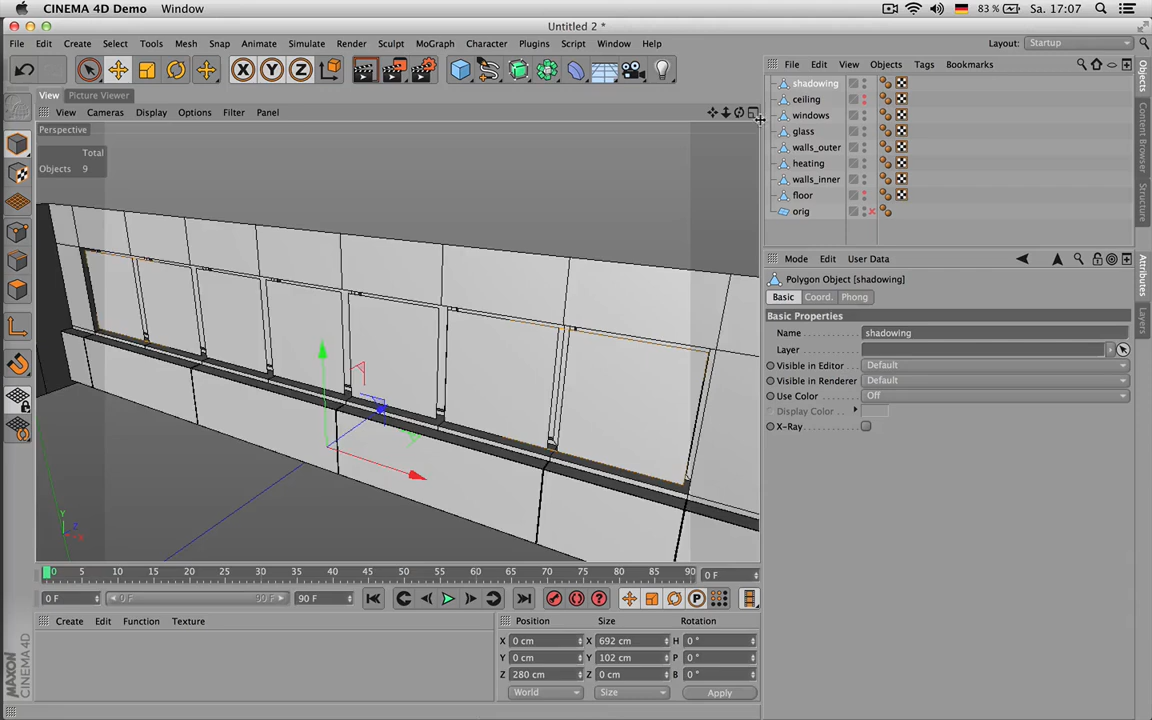 CINEMA 4D Demo Window 83 % Sa. 17:07
Untitled 2 *
File Edit Create Select Tools Mesh Snap Animate Simulate Render Sculpt MoGraph Character Plugins Script Window Help Layout: Startup
X Y Z
File Edit View Objects Tags Bookmarks
View Picture Viewer
View Cameras Display Options Filter Panel
Perspective
Total
Objects 9
shadowing
ceiling
windows
glass
walls_outer
heating
walls_inner
floor
orig
Objects
Content Browser
Structure
Mode Edit User Data
Polygon Object [shadowing]
Basic Coord. Phong
Basic Properties
Name shadowing
Layer
Visible in Editor Default
Visible in Renderer Default
Use Color Off
Display Color
X-Ray
Attributes
Layers
Y Z X
0 5 10 15 20 25 30 35 40 45 50 55 60 65 70 75 80 85 90 0 F
0 F 0 F 90 F 90 F
P
Create Edit Function Texture
Position Size Rotation
X 0 cm X 692 cm H 0 °
Y 0 cm Y 102 cm P 0 °
Z 280 cm Z 0 cm B 0 °
World Size Apply
MAXON
CINEMA 4D